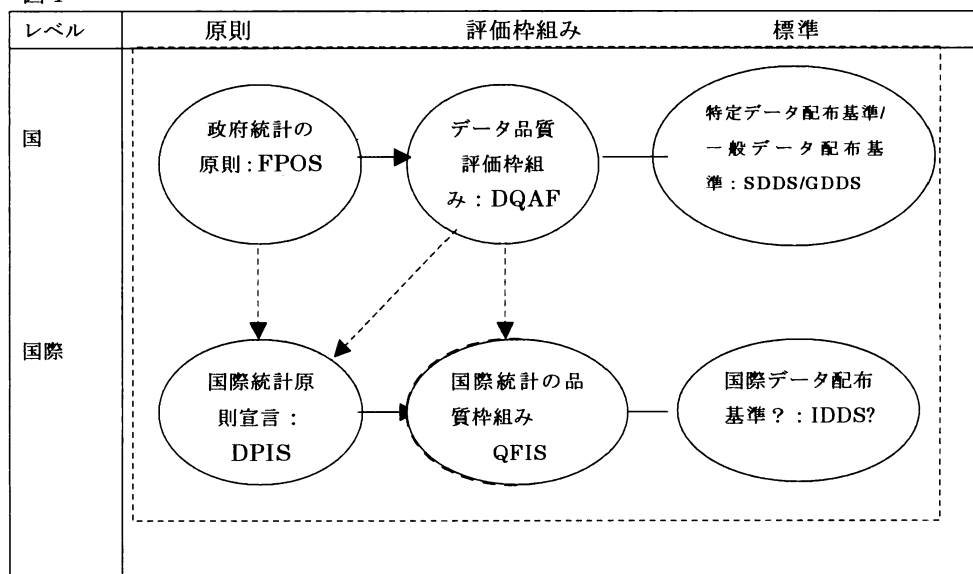 レベル 原則 評価枠組み 標準
国
政府統計の
原則：FPOS
データ品質
評価枠組
み：DQAF
特定データ配布基準/
一般データ配布基
準：SDDS/GDDS
国際
国際統計原
則宣言：
DPIS
国際統計の品
質枠組み
QFIS
国際データ配布
基準？：IDDS?